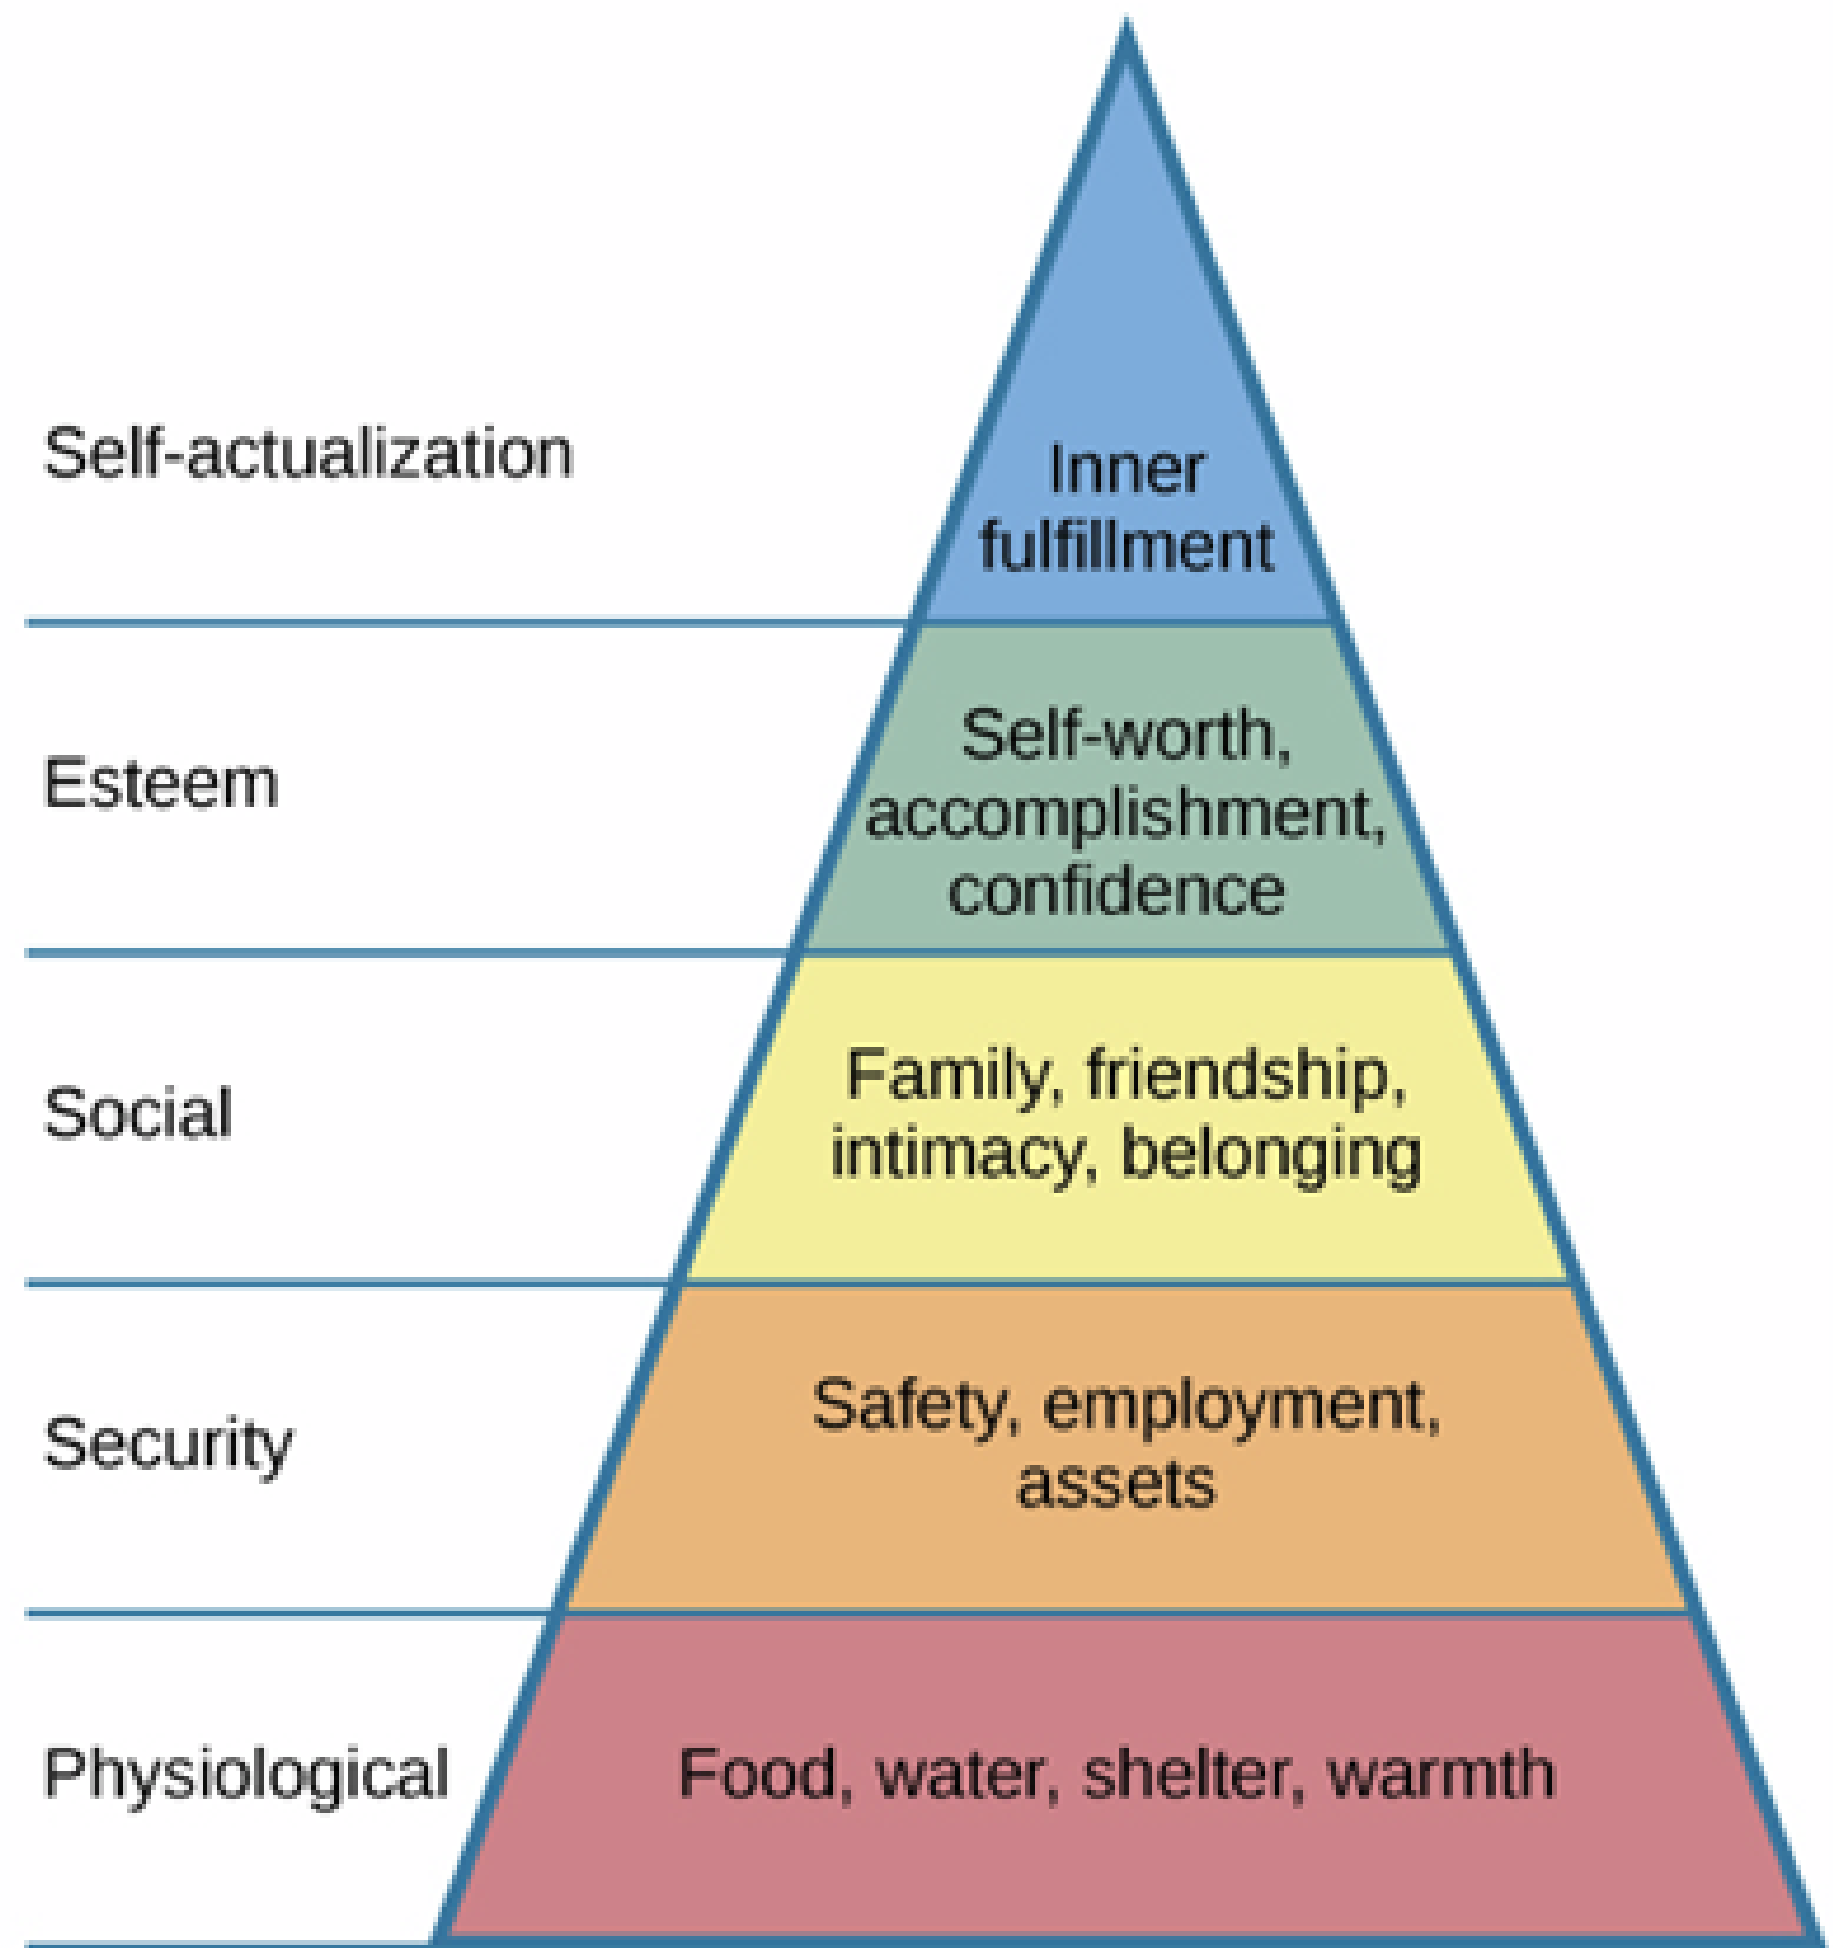 Self-actualization
Inner
fulfillment
Esteem
Self-worth,
accomplishment,
confidence
Social
Family, friendship,
intimacy, belonging
Security
Safety, employment,
assets
Physiological
Food, water, shelter, warmth